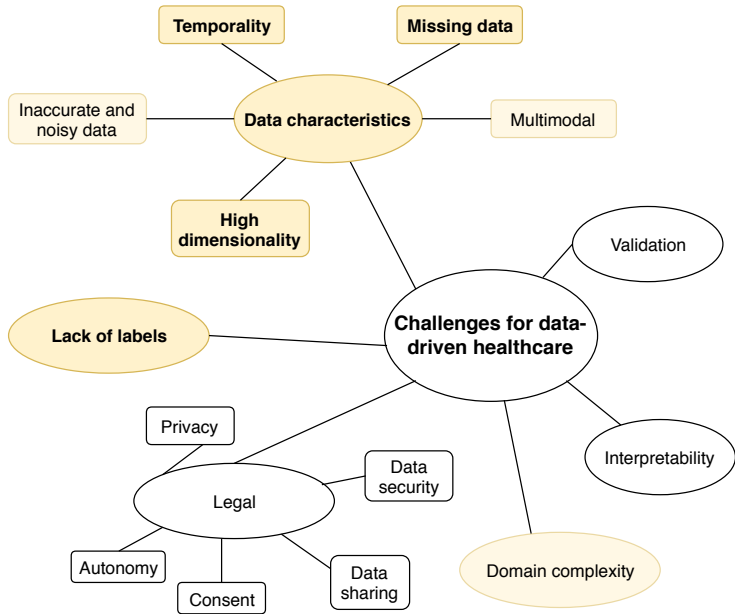 Temporality
Missing data
Inaccurate and
noisy data
Data characteristics
Multimodal
High
dimensionality
Validation
Challenges for data-
driven healthcare
Lack of labels
Privacy
Data
security
Interpretability
Legal
Autonomy
Consent
Data
sharing
Domain complexity